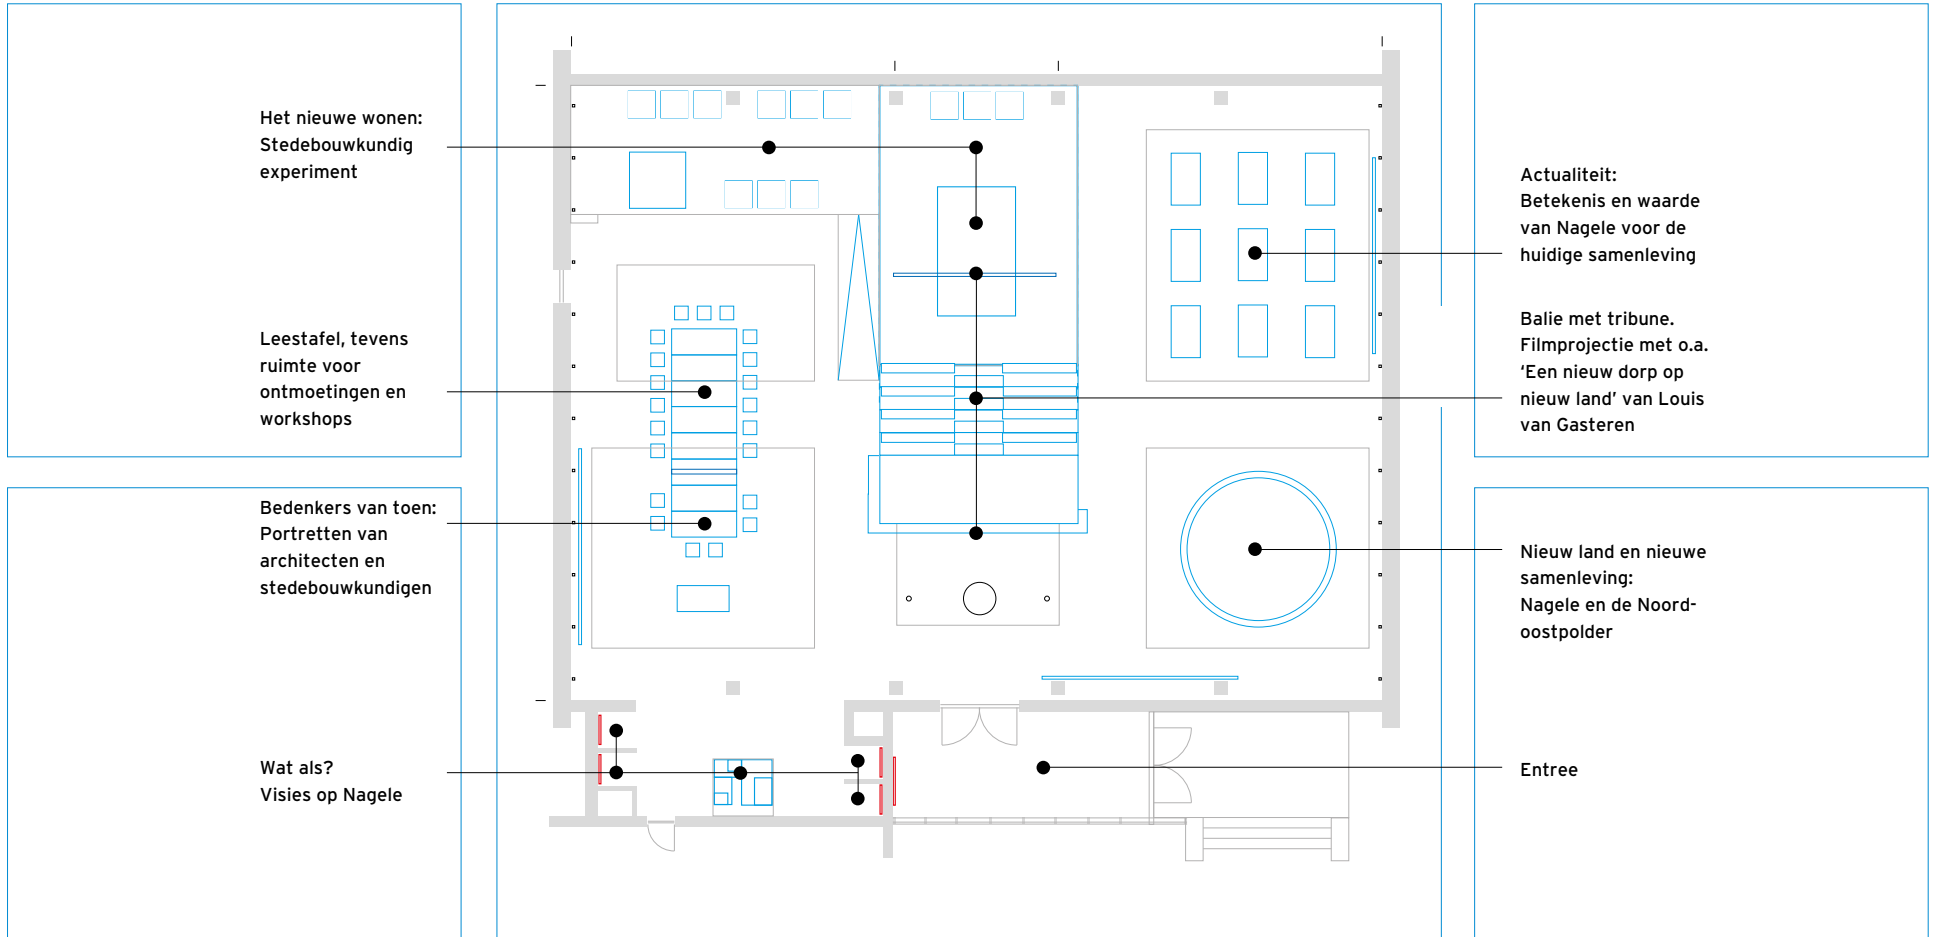 Het nieuwe wonen:
Stedebouwkundig
experiment
Leestafel, tevens
ruimte voor
ontmoetingen en
workshops
Bedenkers van toen:
Portretten van
architecten en
stedebouwkundigen
Wat als?
Visies op Nagele
Actualiteit:
Betekenis en waarde
van Nagele voor de
huidige samenleving
Balie met tribune.
Filmprojectie met o.a.
‘Een nieuw dorp op
nieuw land’ van Louis
van Gasteren
Nieuw land en nieuwe
samenleving:
Nagele en de Noord-
oostpolder
Entree